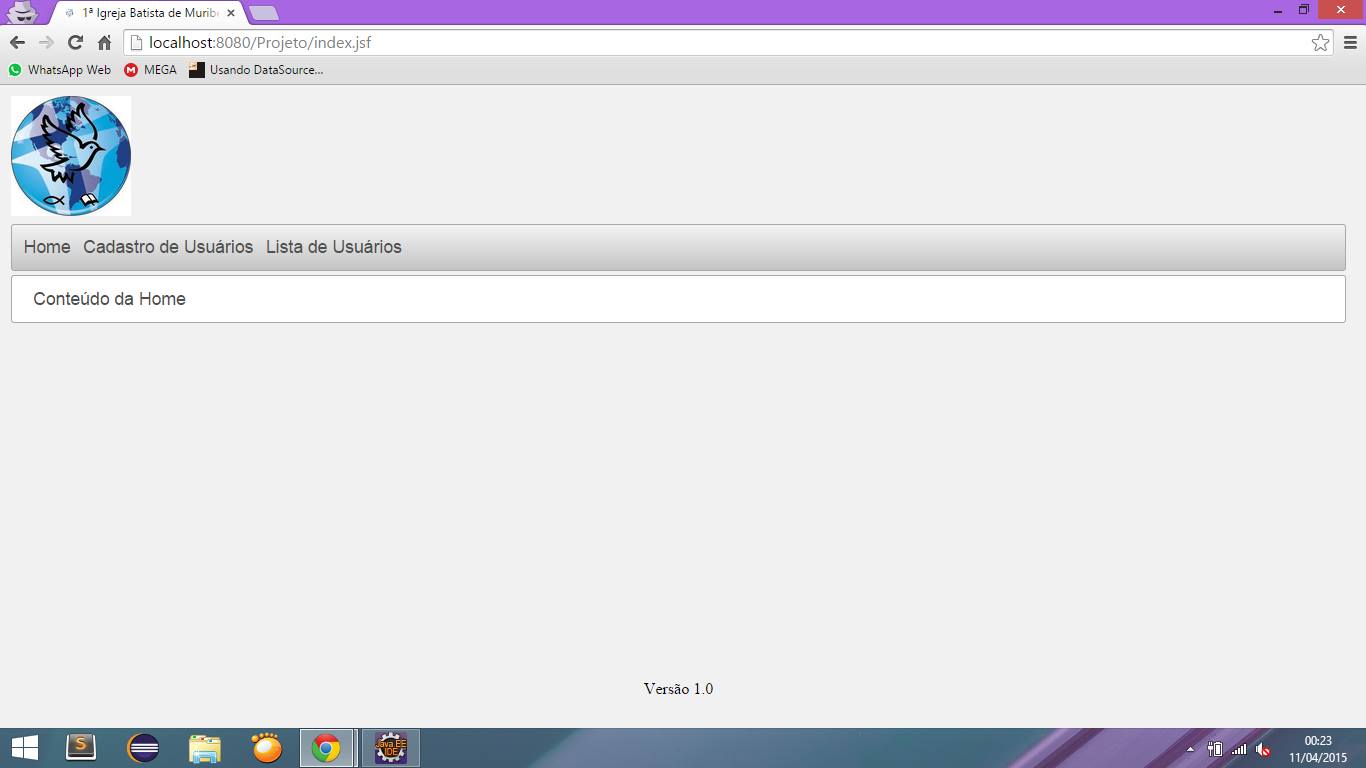 1ª Igreja Batista de Muribe
localhost:8080/Projeto/index.jsf
WhatsApp Web MEGA Usando DataSource...
Home Cadastro de Usuários Lista de Usuários
Conteúdo da Home
Versão 1.0
S
Java EE
IDE
00:23
11/04/2015